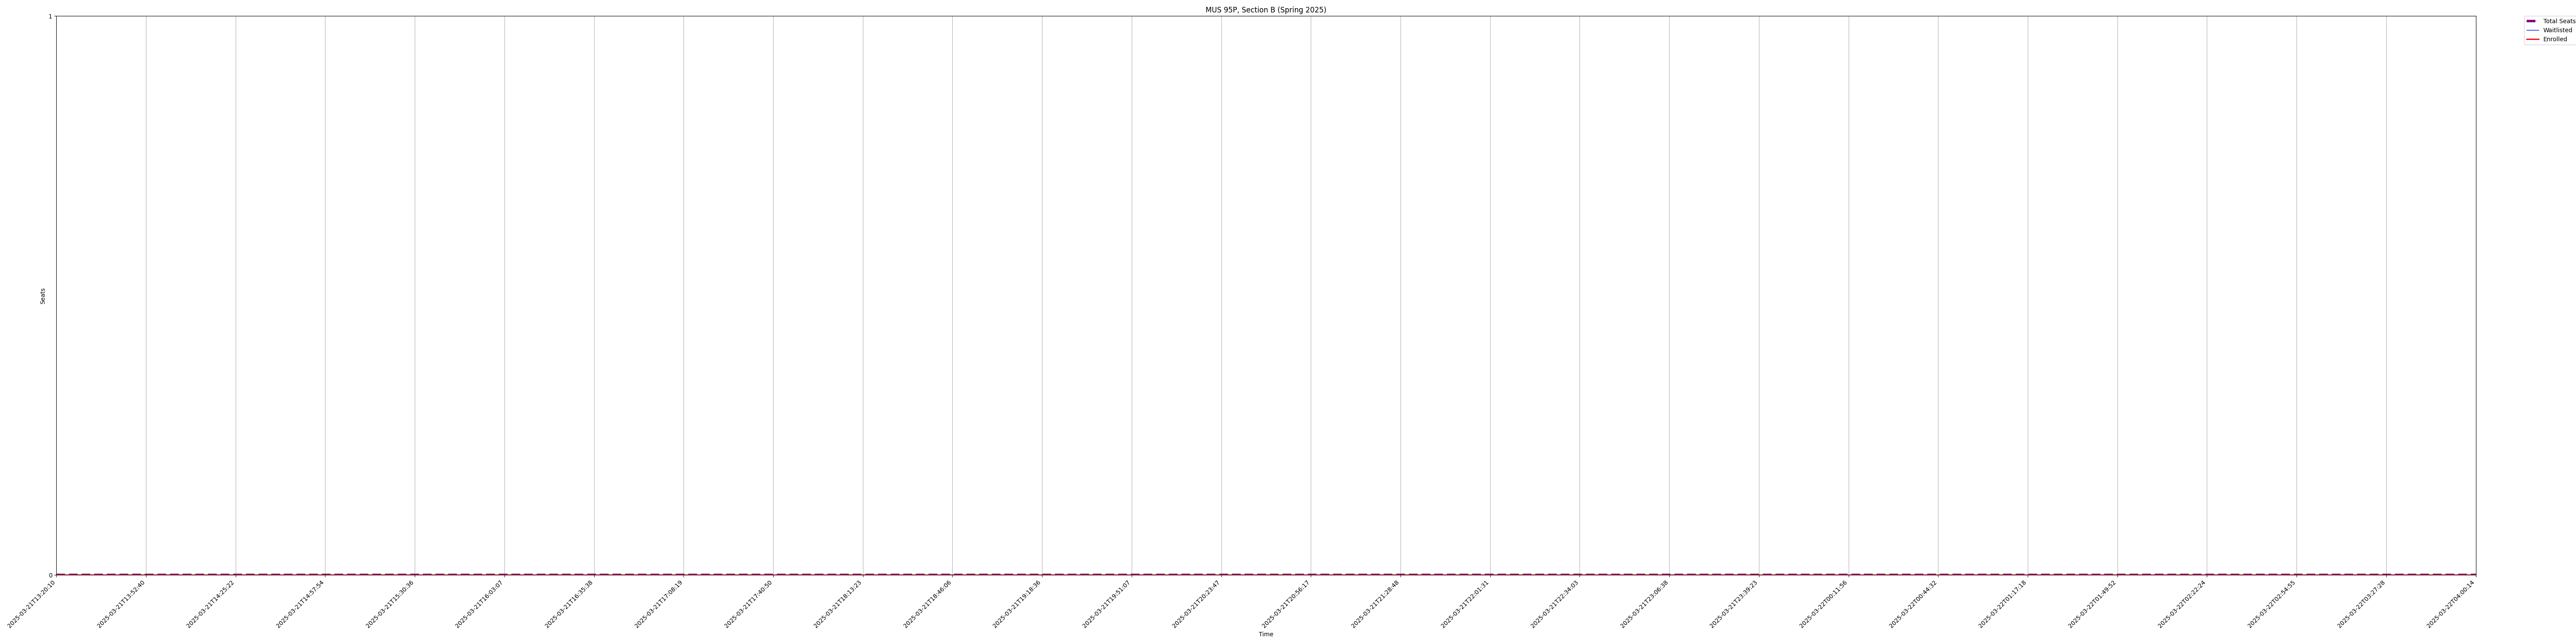 MUS 95P, Section B (Spring 2025)
Total Seats
Waitlisted
Enrolled
1
Seats
0
2025-03-21T13:20:10
2025-03-21T13:52:40
2025-03-21T14:25:22
2025-03-21T14:57:54
2025-03-21T15:30:36
2025-03-21T16:03:07
2025-03-21T16:35:38
2025-03-21T17:08:19
2025-03-21T17:40:50
2025-03-21T18:13:23
2025-03-21T18:46:06
2025-03-21T19:18:36
2025-03-21T19:51:07
2025-03-21T20:23:47
2025-03-21T20:56:17
2025-03-21T21:28:48
2025-03-21T22:01:31
2025-03-21T22:34:03
2025-03-21T23:06:38
2025-03-21T23:39:23
2025-03-22T00:11:56
2025-03-22T00:44:32
2025-03-22T01:17:18
2025-03-22T01:49:52
2025-03-22T02:22:24
2025-03-22T02:54:55
2025-03-22T03:27:28
2025-03-22T04:00:14
Time